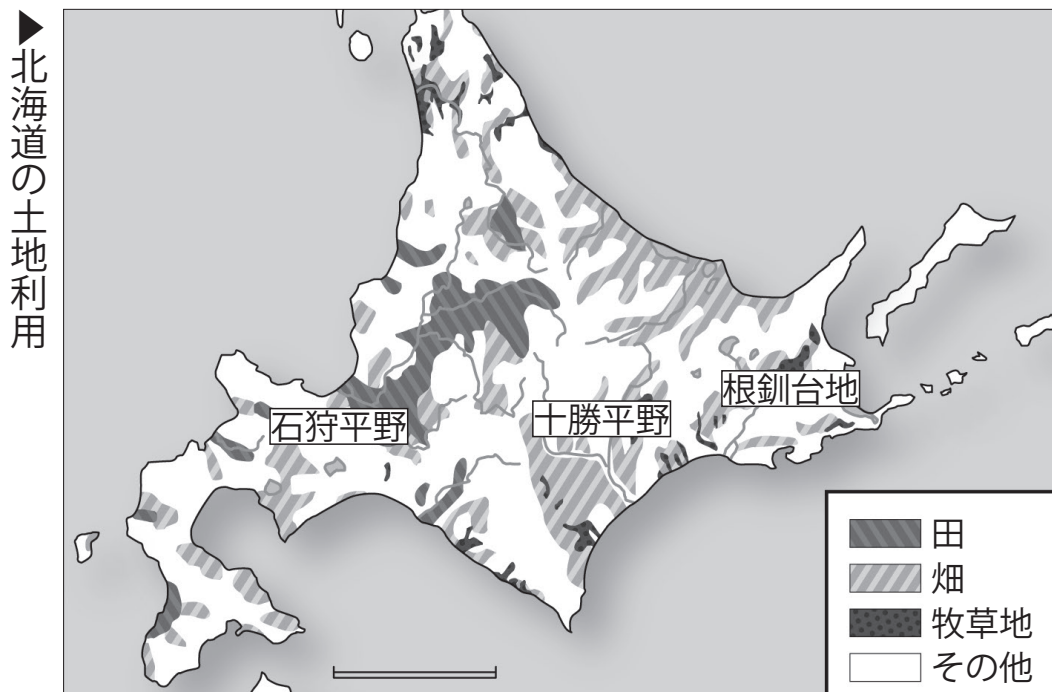 ▶北海道の土地利用
根釧台地
十勝平野
石狩平野
田
畑
牧草地
その他